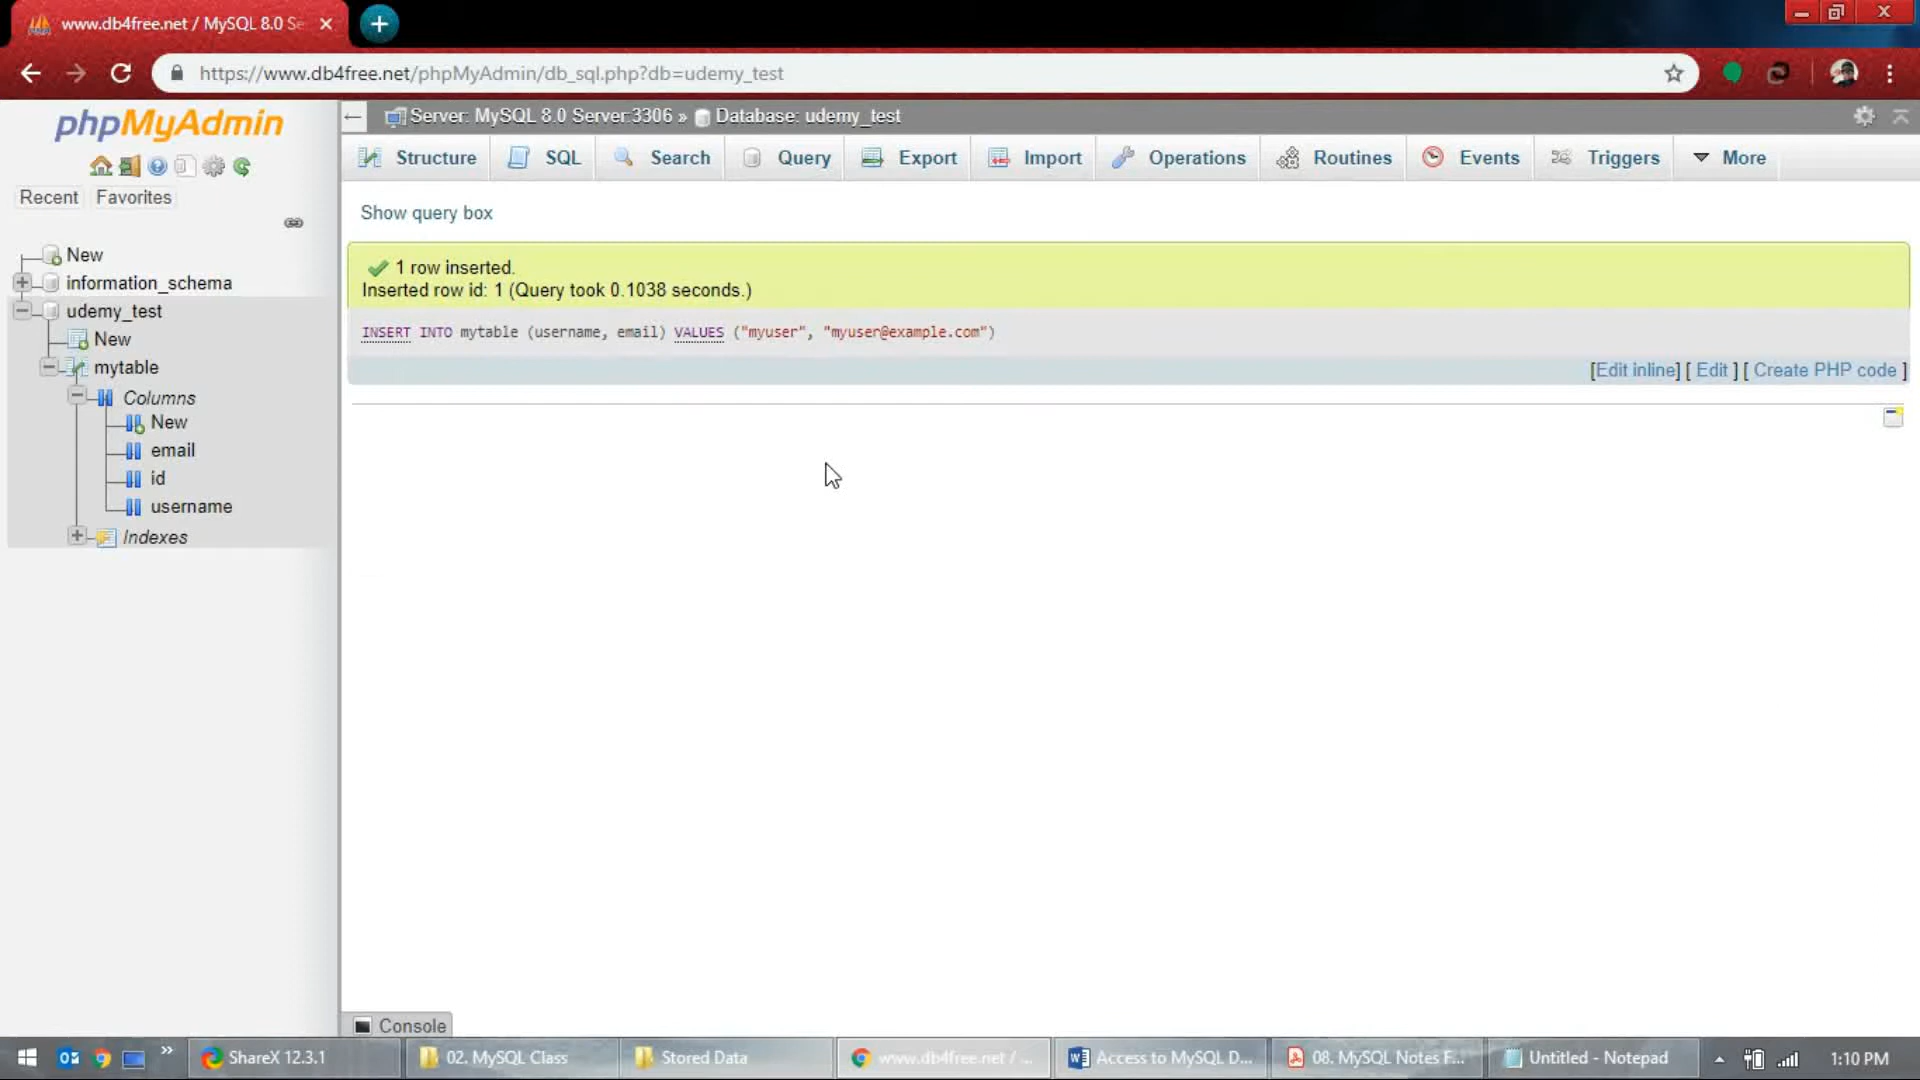 www.db4free.net / MySQL 8.0 Se
https://www.db4free.net/phpMyAdmin/db_sql.php?db=udemy_test
phpMyAdmin
Recent Favorites
New
information_schema
udemy_test
New
mytable
Columns
New
email
id
username
Indexes
Server: MySQL 8.0 Server:3306 » Database: udemy_test
Structure SQL Search Query Export Import Operations Routines Events Triggers More
Show query box
1 row inserted.
Inserted row id: 1 (Query took 0.1038 seconds.)
INSERT INTO mytable (username, email) VALUES ("myuser", "myuser@example.com")
[Edit inline] [ Edit ] [ Create PHP code ]
Console
ShareX 12.3.1 02. MySQL Class Stored Data www.db4free.net / ... Access to MySQL D... 08. MySQL Notes F... Untitled - Notepad 1:10 PM